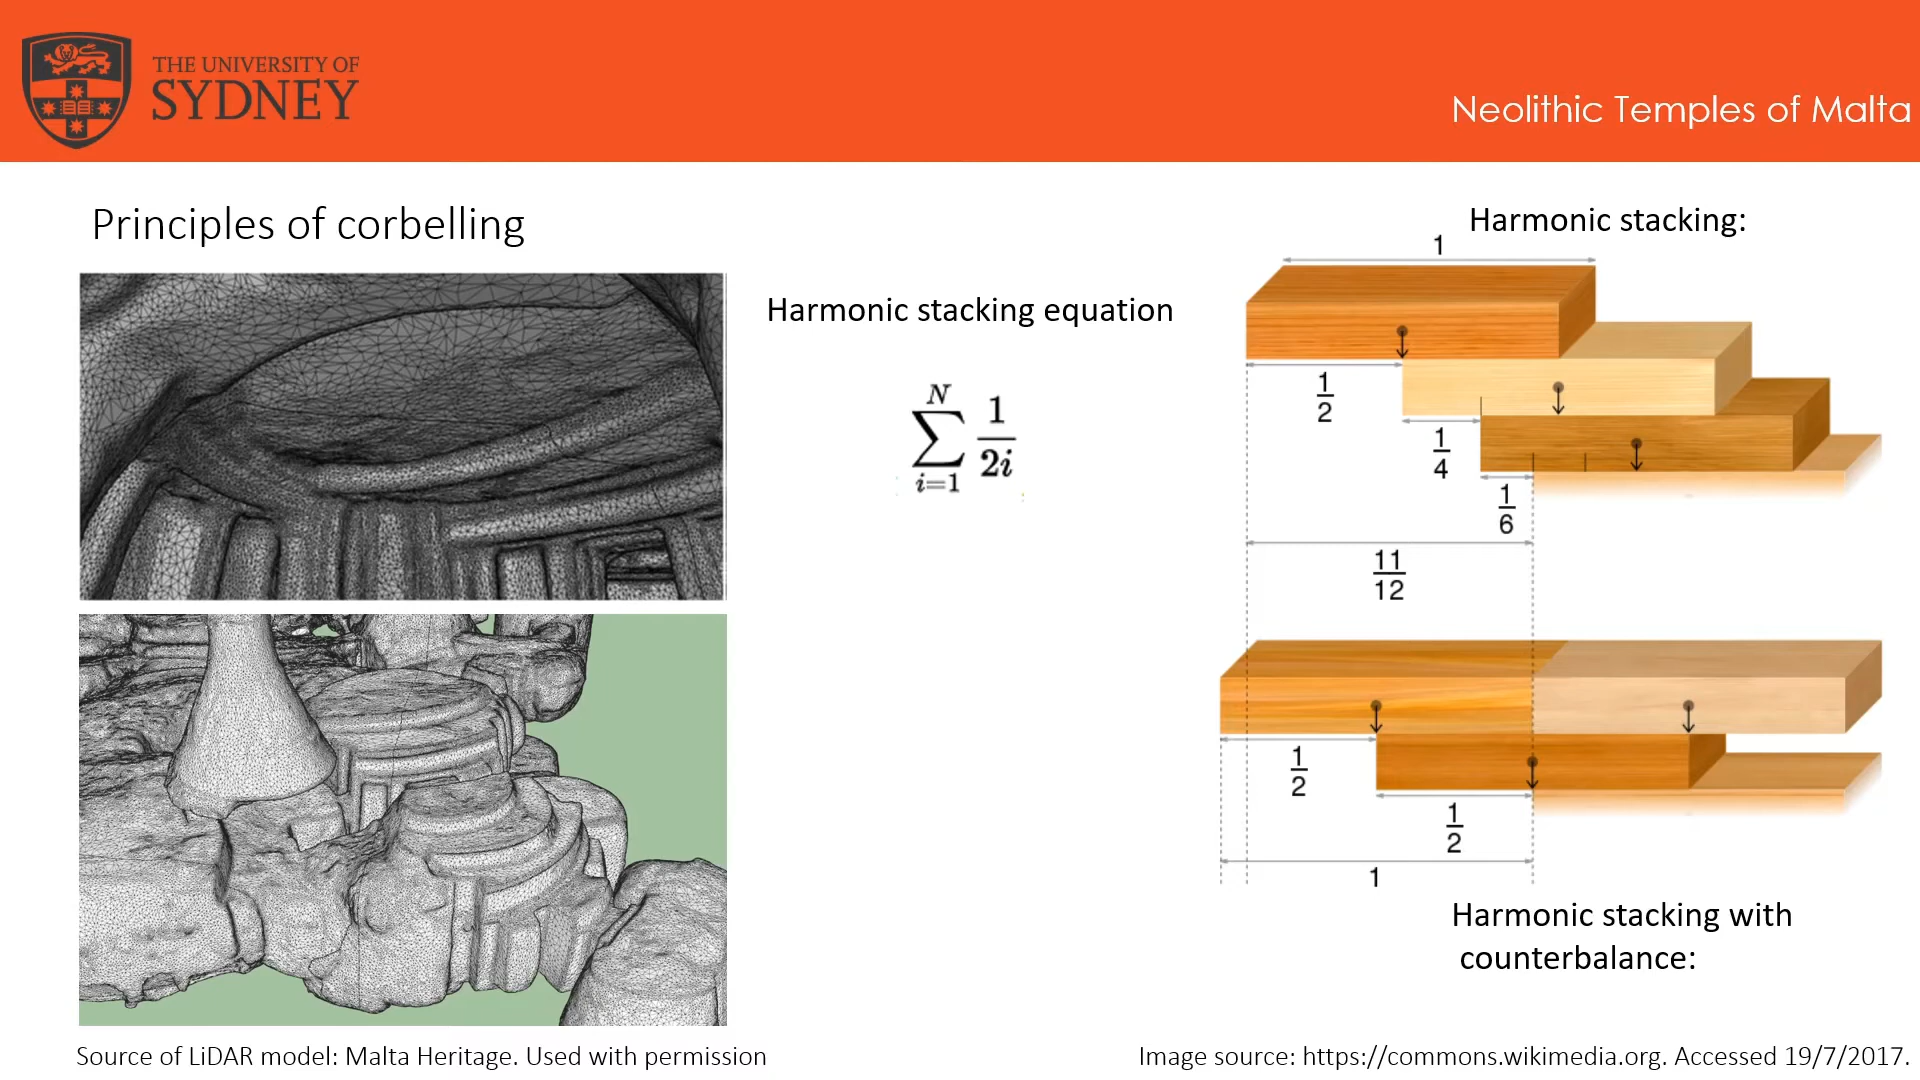 THE UNIVERSITY OF
SYDNEY
Neolithic Temples of Malta
Principles of corbelling
Harmonic stacking equation
N
∑ 1/2i
i=1
Harmonic stacking:
1
1/2
1/4
1/6
11/12
1/2
1/2
1
Harmonic stacking with
counterbalance:
Source of LiDAR model: Malta Heritage. Used with permission
Image source: https://commons.wikimedia.org. Accessed 19/7/2017.